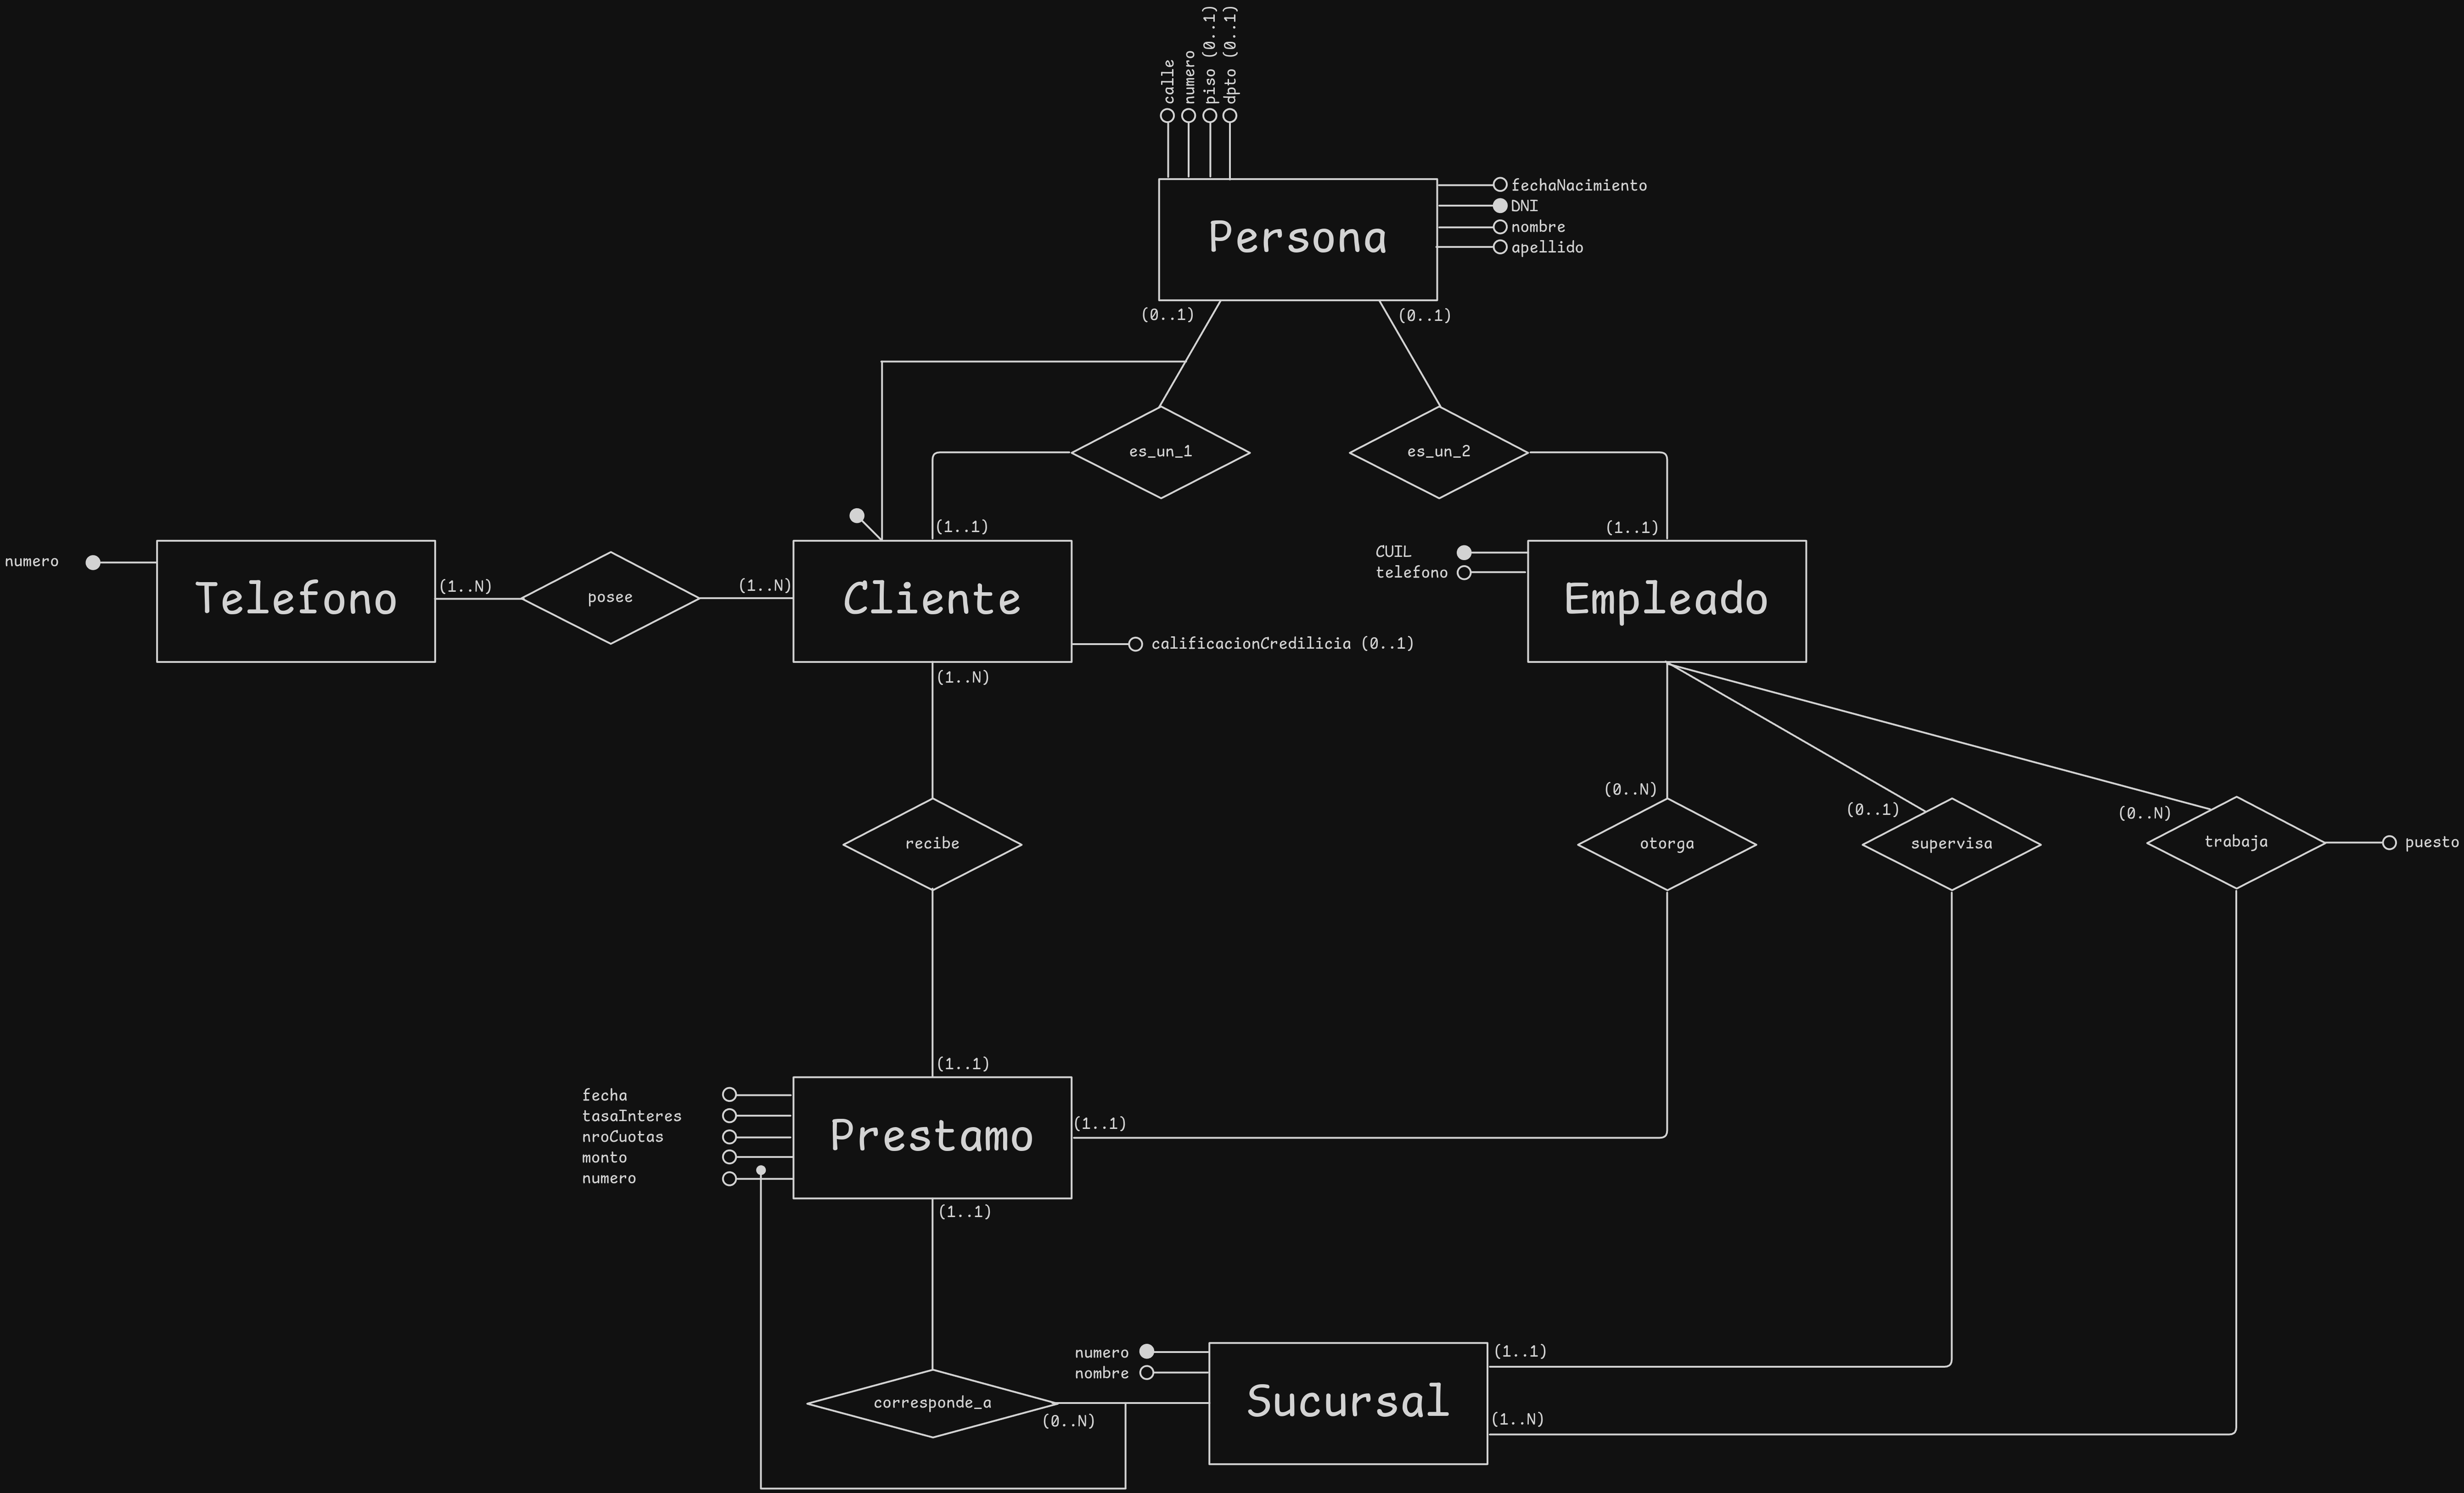 calle
numero
piso (0..1)
dpto (0..1)
Persona
fechaNacimiento
DNI
nombre
apellido
(0..1)
(0..1)
es_un_1
es_un_2
(1..1)
(1..1)
numero
Telefono
(1..N)
posee
(1..N)
Cliente
calificacionCredilicia (0..1)
CUIL
telefono
Empleado
(1..N)
recibe
(0..N)
otorga
(0..1)
supervisa
(0..N)
trabaja
puesto
(1..1)
fecha
tasaInteres
nroCuotas
monto
numero
Prestamo
(1..1)
(1..1)
corresponde_a
(0..N)
numero
nombre
Sucursal
(1..1)
(1..N)